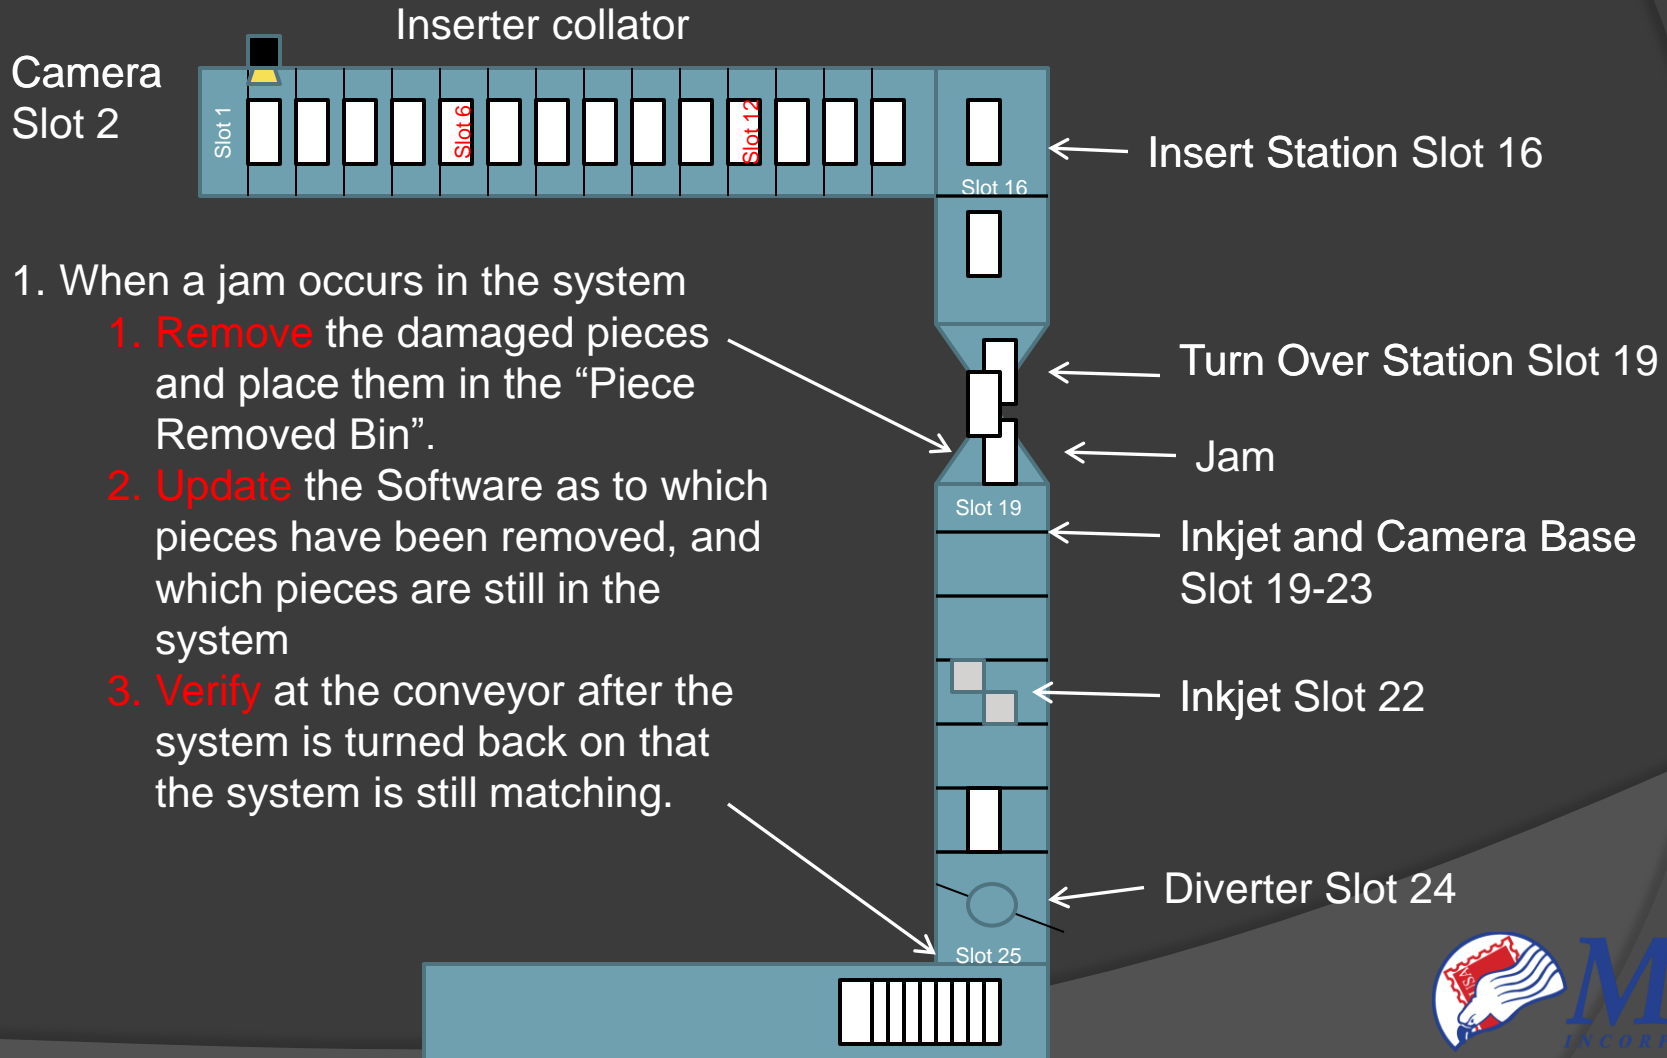 Inserter collator
Camera
Slot 2
Slot 1
Slot 6
Slot 12
Slot 16
Insert Station Slot 16
1. When a jam occurs in the system
1. Remove the damaged pieces
and place them in the “Piece
Removed Bin”.
2. Update the Software as to which
pieces have been removed, and
which pieces are still in the
system
3. Verify at the conveyor after the
system is turned back on that
the system is still matching.
Turn Over Station Slot 19
Jam
Slot 19
Inkjet and Camera Base
Slot 19-23
Inkjet Slot 22
Diverter Slot 24
Slot 25
USA
M
INCOR